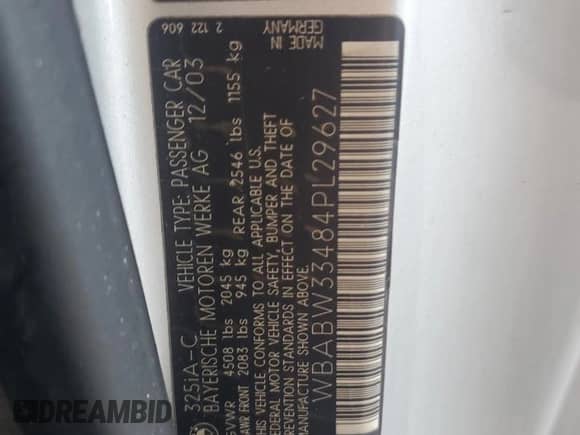 325iA-C VEHICLE TYPE: PASSENGER CAR 2 122 606
BAYERISCHE MOTOREN WERKE AG 12/03
GVWR 4508 lbs 2045 kg
GAWR FRONT 2083 lbs 945 kg REAR 2546 lbs 1155 kg
THIS VEHICLE CONFORMS TO ALL APPLICABLE U.S.
FEDERAL MOTOR VEHICLE SAFETY, BUMPER AND THEFT
PREVENTION STANDARDS IN EFFECT ON THE DATE OF
MANUFACTURE SHOWN ABOVE.
MADE IN
GERMANY
WBABW33484PL29627
DREAMBID